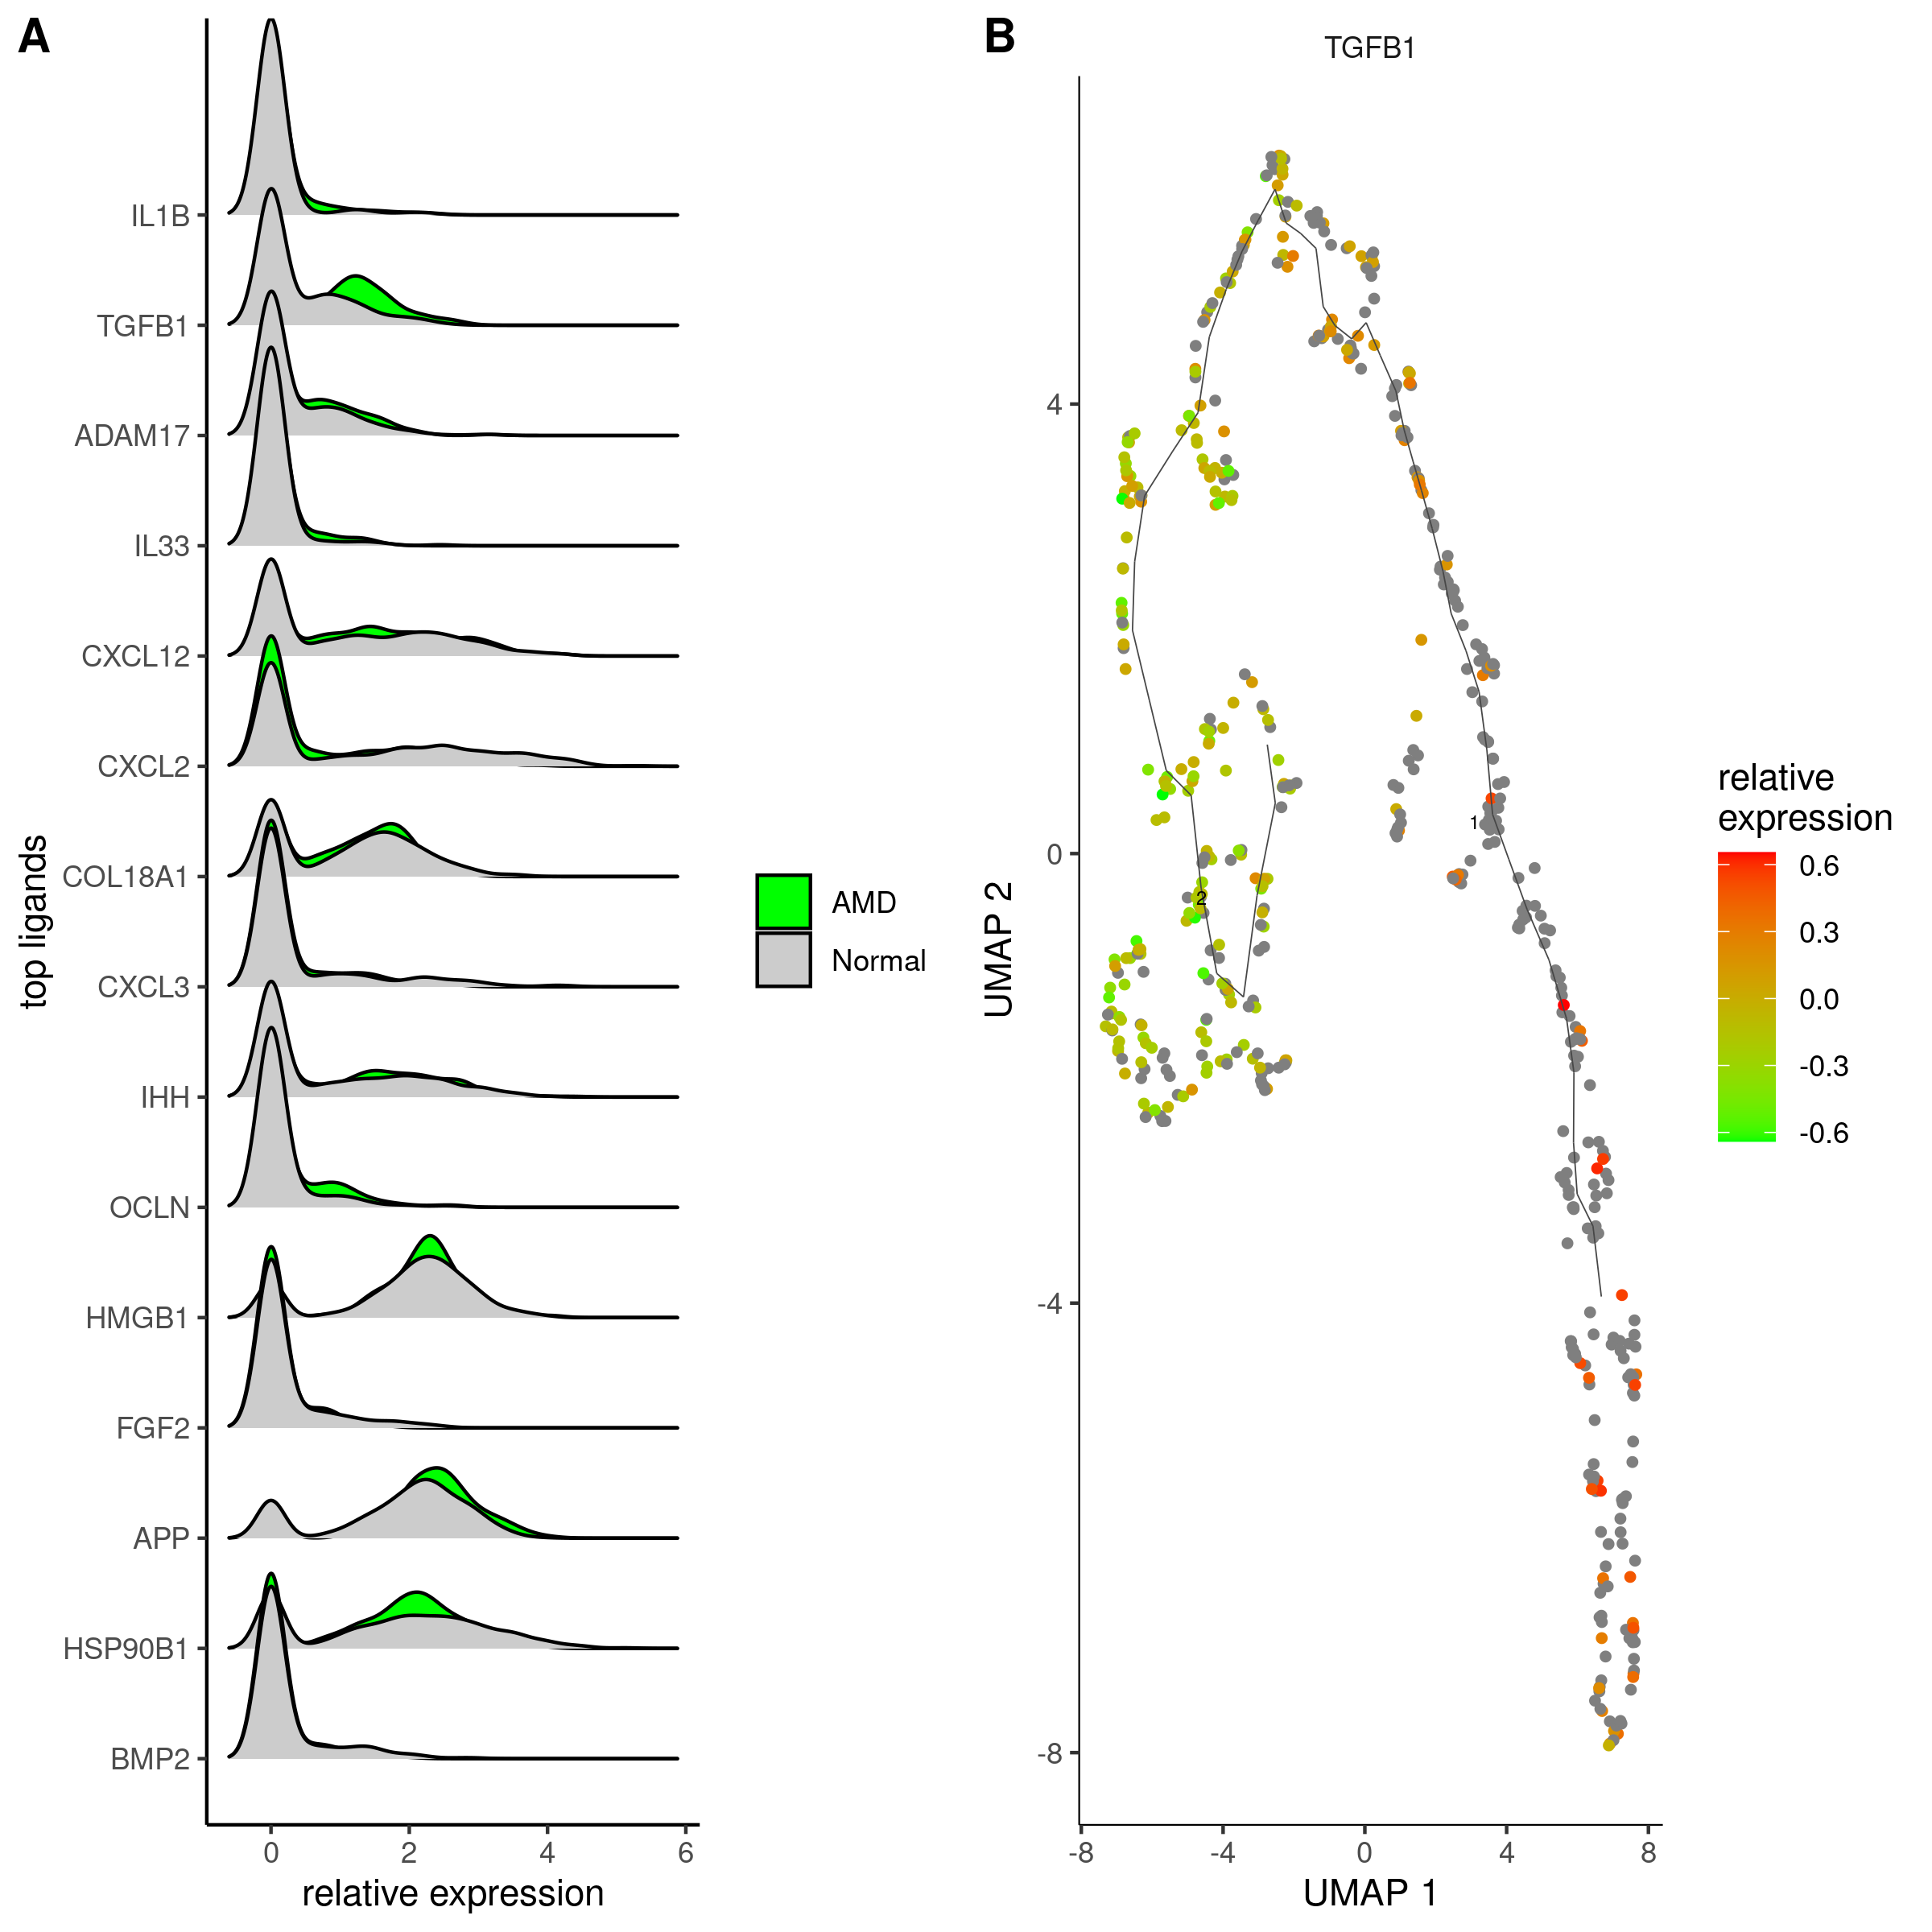 A
IL1B
TGFB1
ADAM17
IL33
CXCL12
CXCL2
COL18A1
CXCL3
IHH
OCLN
HMGB1
FGF2
APP
HSP90B1
BMP2
top ligands
0 2 4 6
relative expression
AMD
Normal
B
TGFB1
4
0
-4
-8
UMAP 2
1
2
-8 -4 0 4 8
UMAP 1
relative
expression
0.6
0.3
0.0
-0.3
-0.6